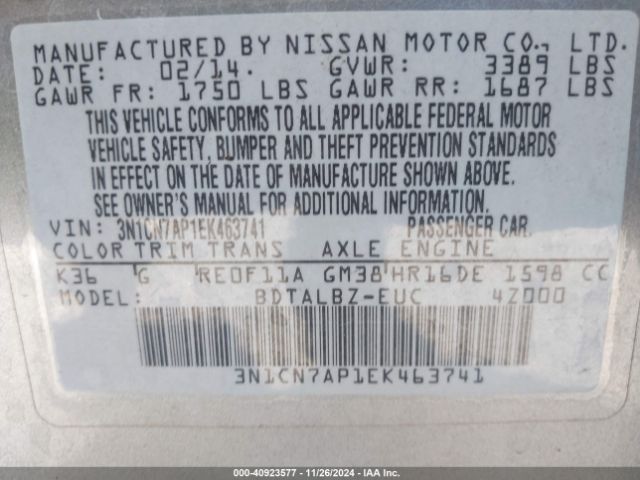 MANUFACTURED BY NISSAN MOTOR CO., LTD.
DATE: 02/14. GVWR: 3389 LBS
GAWR FR: 1750 LBS GAWR RR: 1687 LBS
THIS VEHICLE CONFORMS TO ALL APPLICABLE FEDERAL MOTOR
VEHICLE SAFETY, BUMPER AND THEFT PREVENTION STANDARDS
IN EFFECT ON THE DATE OF MANUFACTURE SHOWN ABOVE.
SEE OWNER'S MANUAL FOR ADDITIONAL INFORMATION.
VIN: 3N1CN7AP1EK463741 PASSENGER CAR.
COLOR TRIM TRANS AXLE ENGINE
K36 G RE0F11A GM38 HR16DE 1598 CC
MODEL: BDTALBZ-EUC 4Z000
3N1CN7AP1EK463741
000-40923577 - 11/26/2024 - IAA Inc.